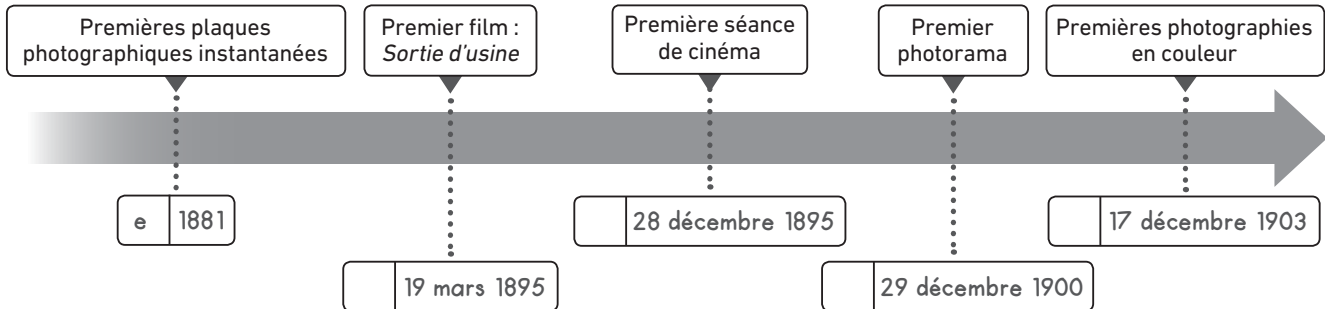 Premières plaques
photographiques instantanées
Premier film :
Sortie d'usine
Première séance
de cinéma
Premier
photorama
Premières photographies
en couleur
e 1881
19 mars 1895
28 décembre 1895
29 décembre 1900
17 décembre 1903